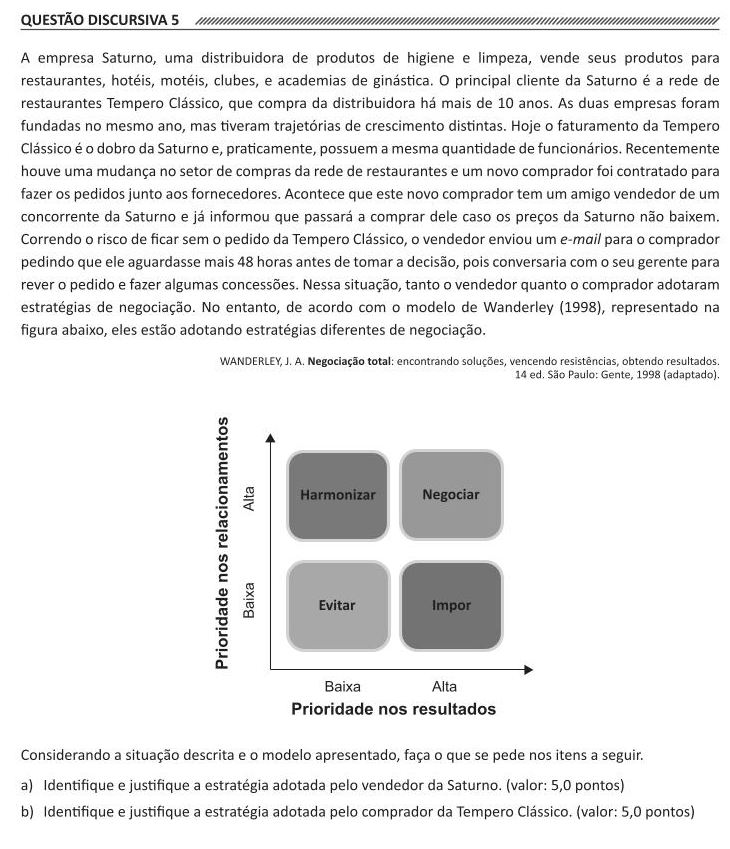 QUESTÃO DISCURSIVA 5
A empresa Saturno, uma distribuidora de produtos de higiene e limpeza, vende seus produtos para
restaurantes, hotéis, motéis, clubes, e academias de ginástica. O principal cliente da Saturno é a rede de
restaurantes Tempero Clássico, que compra da distribuidora há mais de 10 anos. As duas empresas foram
fundadas no mesmo ano, mas tiveram trajetórias de crescimento distintas. Hoje o faturamento da Tempero
Clássico é o dobro da Saturno e, praticamente, possuem a mesma quantidade de funcionários. Recentemente
houve uma mudança no setor de compras da rede de restaurantes e um novo comprador foi contratado para
fazer os pedidos junto aos fornecedores. Acontece que este novo comprador tem um amigo vendedor de um
concorrente da Saturno e já informou que passará a comprar dele caso os preços da Saturno não baixem.
Correndo o risco de ficar sem o pedido da Tempero Clássico, o vendedor enviou um e-mail para o comprador
pedindo que ele aguardasse mais 48 horas antes de tomar a decisão, pois conversaria com o seu gerente para
rever o pedido e fazer algumas concessões. Nessa situação, tanto o vendedor quanto o comprador adotaram
estratégias de negociação. No entanto, de acordo com o modelo de Wanderley (1998), representado na
figura abaixo, eles estão adotando estratégias diferentes de negociação.
WANDERLEY, J. A. Negociação total: encontrando soluções, vencendo resistências, obtendo resultados.
14 ed. São Paulo: Gente, 1998 (adaptado).
Prioridade nos relacionamentos
Alta
Harmonizar Negociar
Baixa
Evitar Impor
Baixa Alta
Prioridade nos resultados
Considerando a situação descrita e o modelo apresentado, faça o que se pede nos itens a seguir.
a) Identifique e justifique a estratégia adotada pelo vendedor da Saturno. (valor: 5,0 pontos)
b) Identifique e justifique a estratégia adotada pelo comprador da Tempero Clássico. (valor: 5,0 pontos)